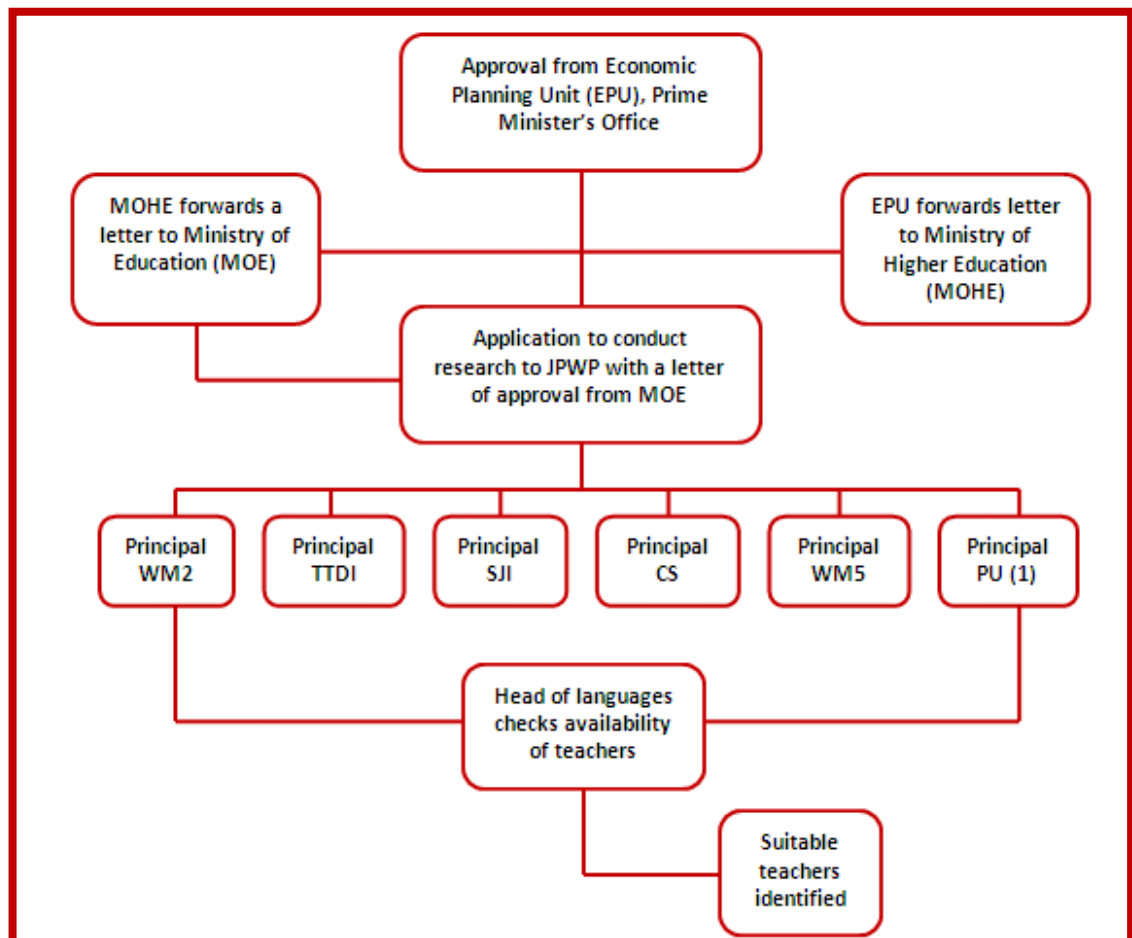 Approval from Economic
Planning Unit (EPU), Prime
Minister’s Office
MOHE forwards a
letter to Ministry of
Education (MOE)
EPU forwards letter
to Ministry of
Higher Education
(MOHE)
Application to conduct
research to JPWP with a letter
of approval from MOE
Principal
WM2
Principal
TTDI
Principal
SJI
Principal
CS
Principal
WM5
Principal
PU (1)
Head of languages
checks availability
of teachers
Suitable
teachers
identified